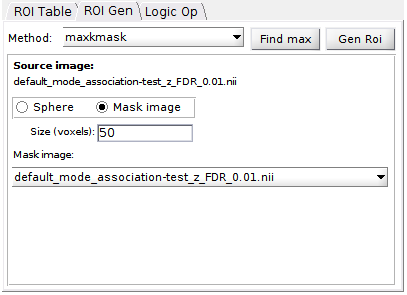 ROI Table ROI Gen Logic Op
Method: maxkmask Find max Gen Roi
Source image:
default_mode_association-test_z_FDR_0.01.nii
Sphere Mask image
Size (voxels): 50
Mask image:
default_mode_association-test_z_FDR_0.01.nii